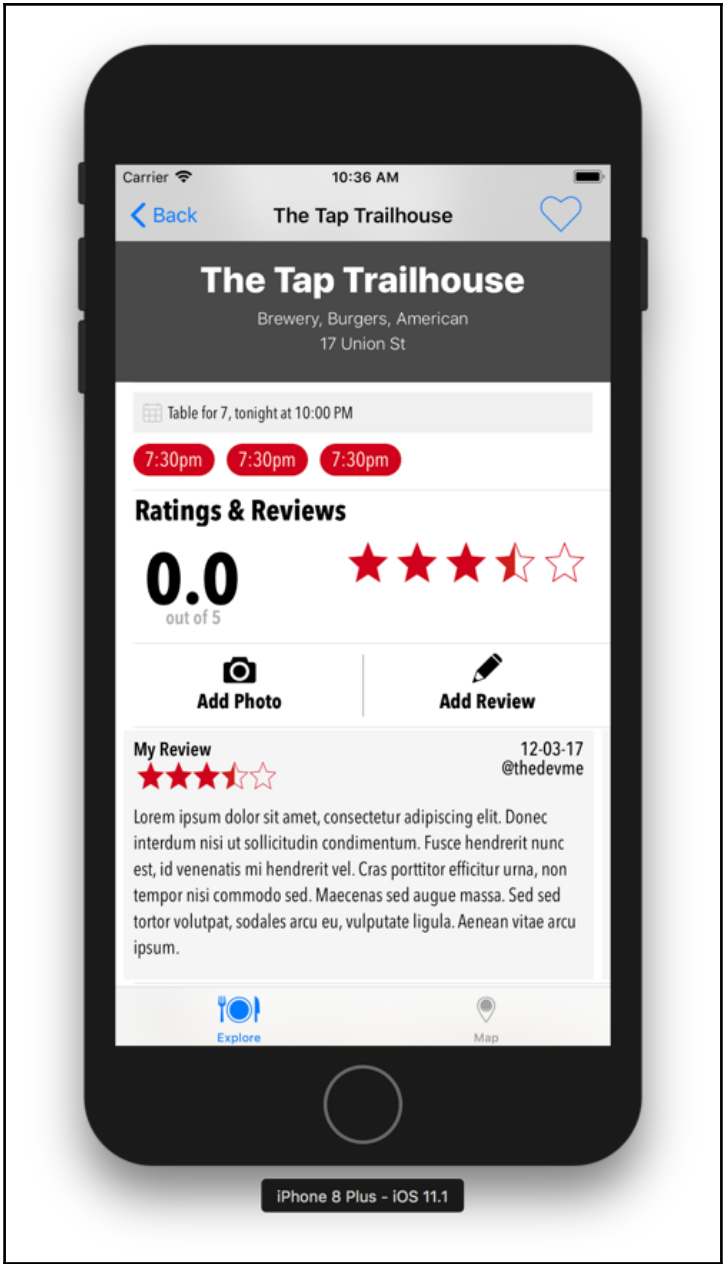 Carrier 10:36 AM
Back The Tap Trailhouse
The Tap Trailhouse
Brewery, Burgers, American
17 Union St
Table for 7, tonight at 10:00 PM
7:30pm 7:30pm 7:30pm
Ratings & Reviews
0.0
out of 5
Add Photo Add Review
My Review 12-03-17
@thedevme
Lorem ipsum dolor sit amet, consectetur adipiscing elit. Donec
interdum nisi ut sollicitudin condimentum. Fusce hendrerit nunc
est, id venenatis mi hendrerit vel. Cras porttitor efficitur urna, non
tempor nisi commodo sed. Maecenas sed augue massa. Sed sed
tortor volutpat, sodales arcu eu, vulputate ligula. Aenean vitae arcu
ipsum.
Explore Map
iPhone 8 Plus - iOS 11.1